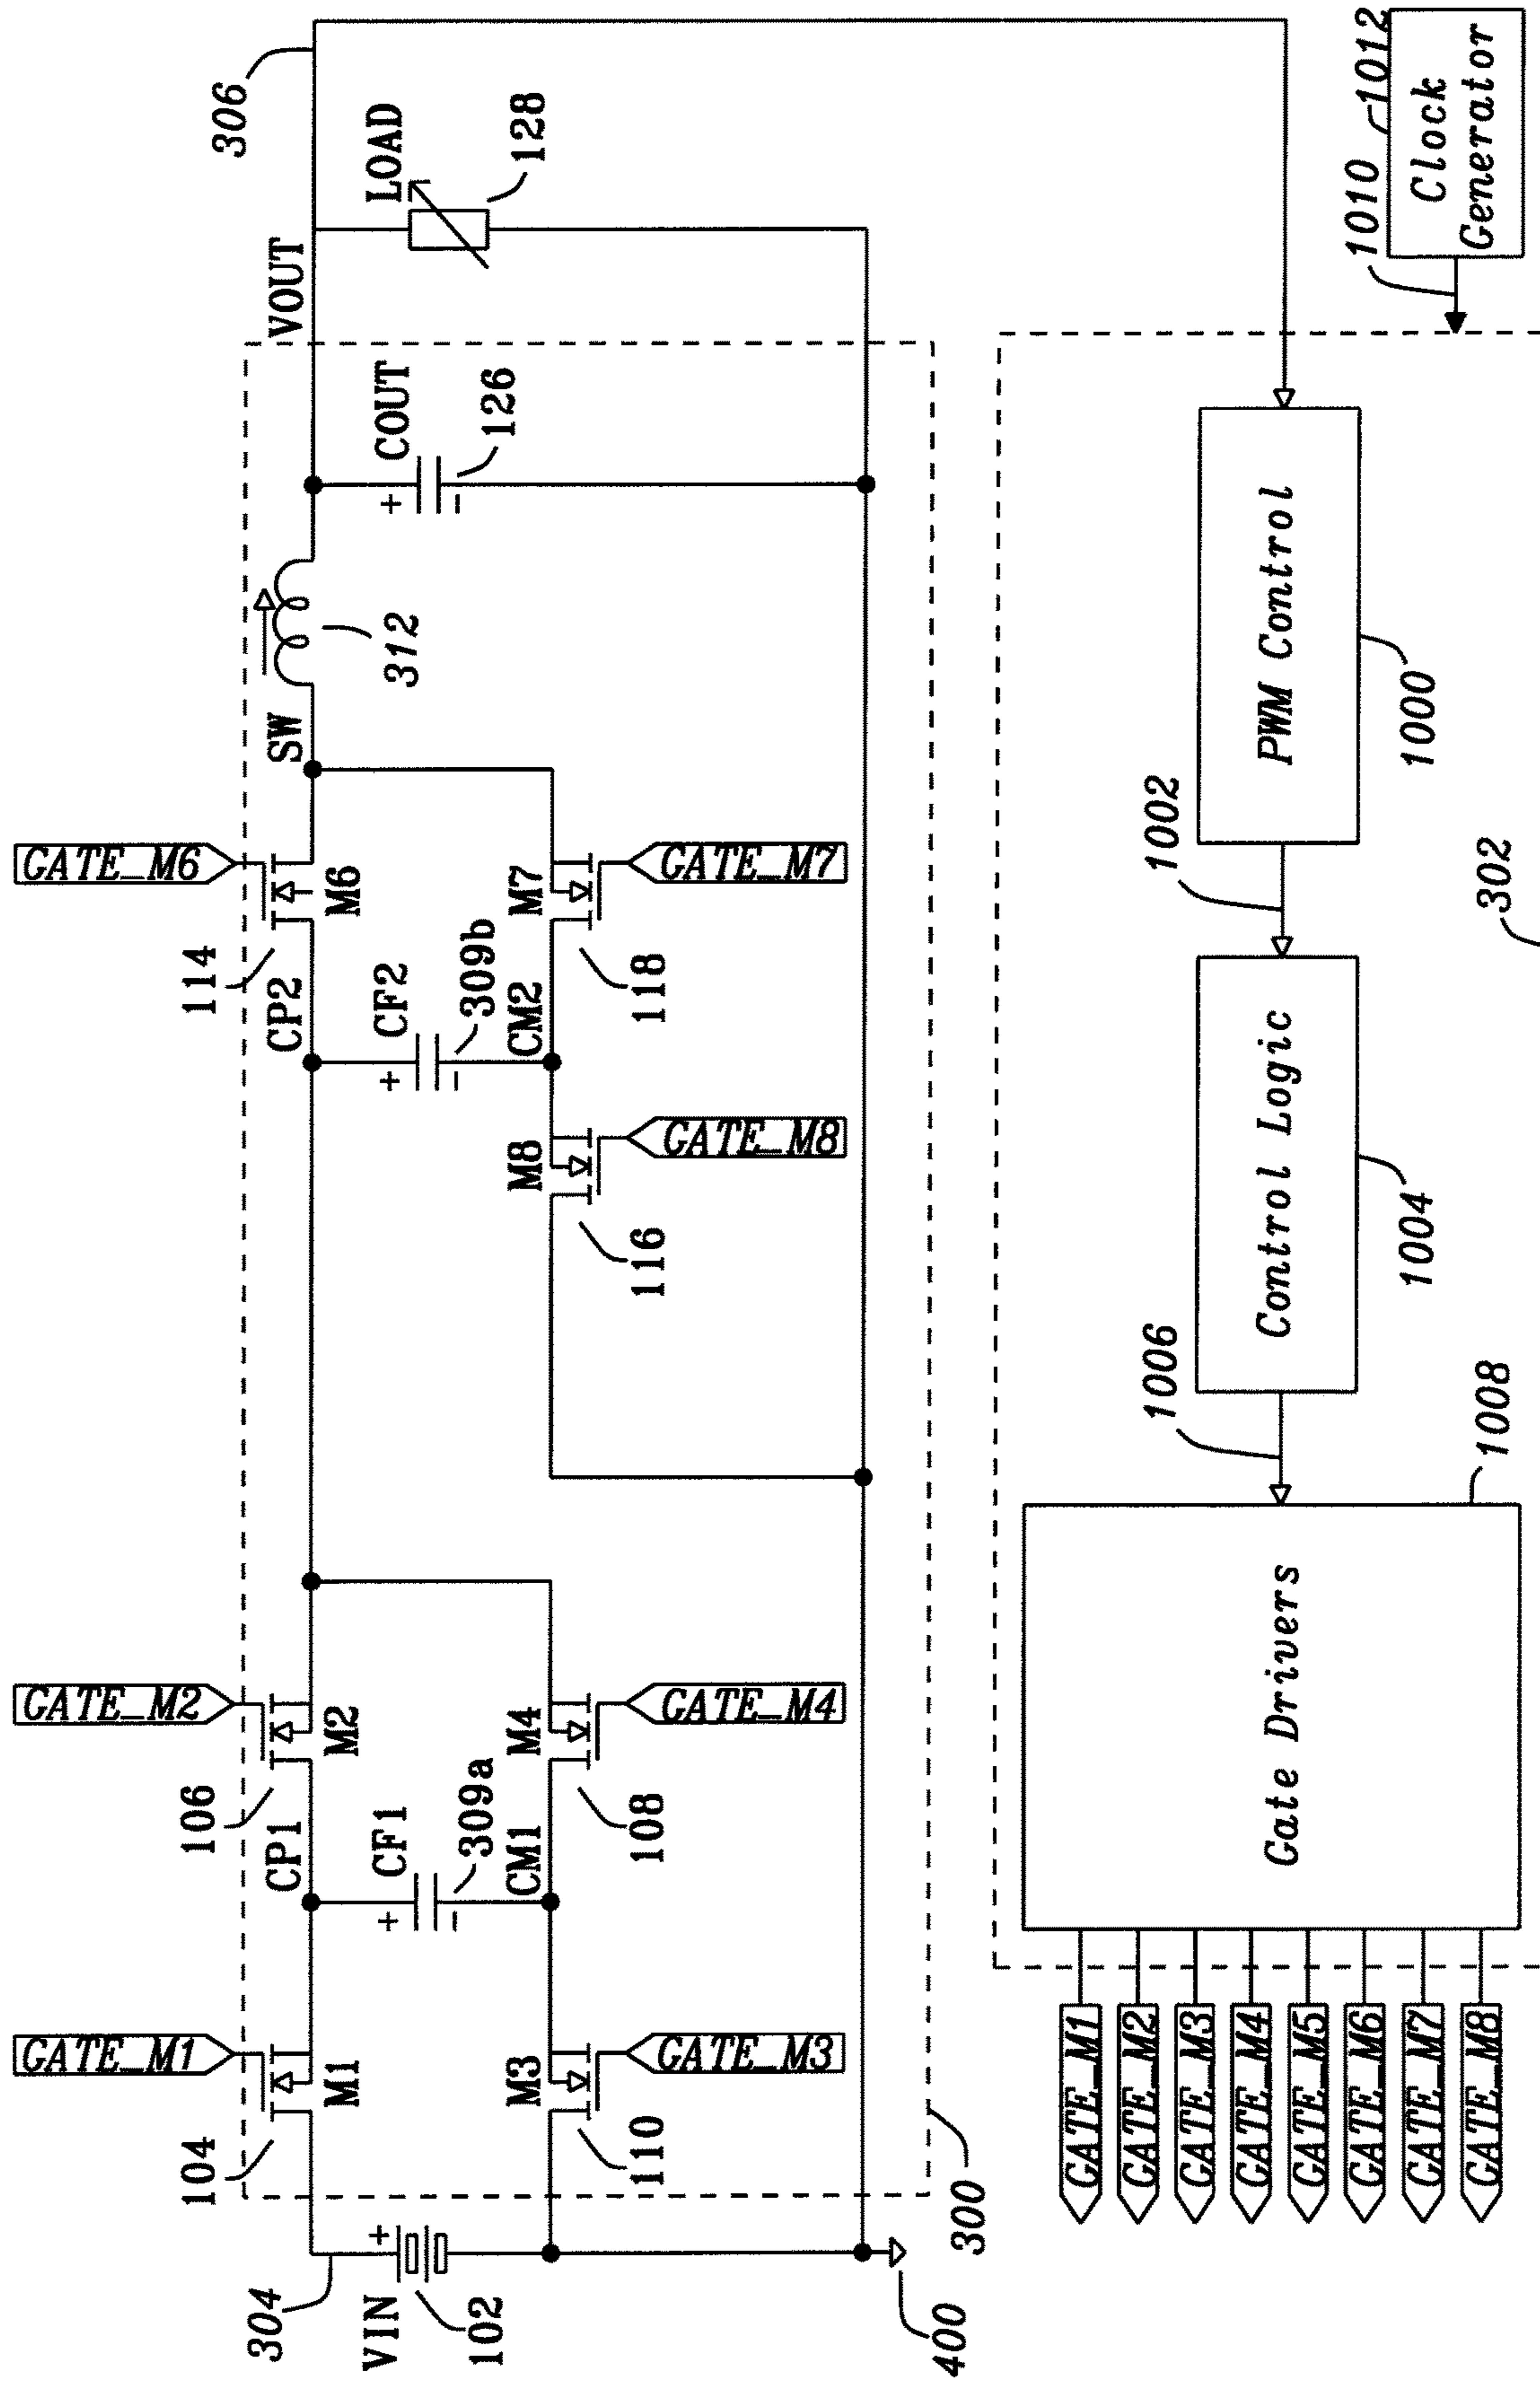 GATE_M1
GATE_M2
GATE_M6
104
106
114
306
304
CP1
CP2
SW
VOUT
M1
M2
M6
VIN
102
CF1
309a
CF2
309b
312
COUT
126
LOAD
128
CM1
CM2
M3
M4
M8
M7
110
108
116
118
GATE_M3
GATE_M4
GATE_M8
GATE_M7
400
300
GATE_M1
GATE_M2
GATE_M3
GATE_M4
GATE_M5
GATE_M6
GATE_M7
GATE_M8
Gate Drivers
1008
1006
Control Logic
1004
1002
PWM Control
1000
302
1010
1012
Clock
Generator